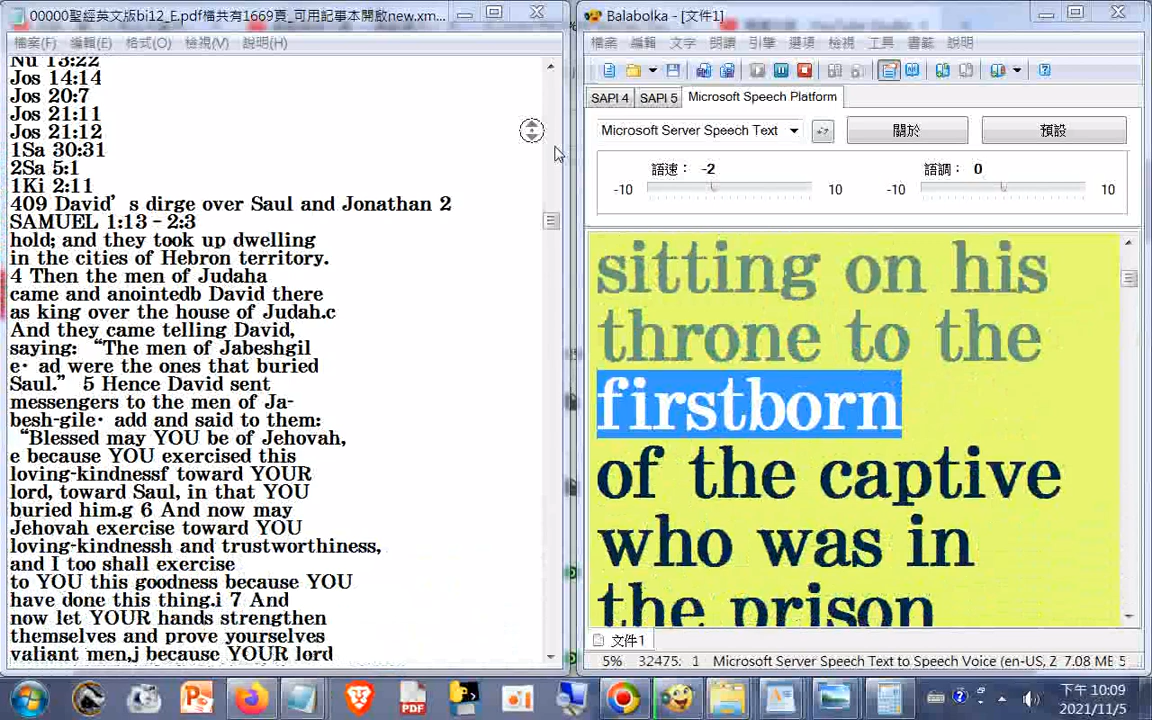 00000聖經英文版bi12_E.pdf檔共有1669頁_可用記事本開啟new.xm...
檔案(F) 編輯(E) 格式(O) 檢視(V) 說明(H)
Nu 13:22
Jos 14:14
Jos 20:7
Jos 21:11
Jos 21:12
1Sa 30:31
2Sa 5:1
1Ki 2:11
409 David’s dirge over Saul and Jonathan 2
SAMUEL 1:13–2:3
hold; and they took up dwelling
in the cities of Hebron territory.
4 Then the men of Judaha
came and anointedb David there
as king over the house of Judah.c
And they came telling David,
saying: “The men of Jabeshgil
e·ad were the ones that buried
Saul.” 5 Hence David sent
messengers to the men of Ja-
besh-gile·add and said to them:
“Blessed may YOU be of Jehovah,
e because YOU exercised this
loving-kindnessf toward YOUR
lord, toward Saul, in that YOU
buried him.g 6 And now may
Jehovah exercise toward YOU
loving-kindnessh and trustworthiness,
and I too shall exercise
to YOU this goodness because YOU
have done this thing.i 7 And
now let YOUR hands strengthen
themselves and prove yourselves
valiant men,j because YOUR lord
Balabolka - [文件1]
檔案 編輯 文字 朗讀 引擎 選項 檢視 工具 書籤 說明
SAPI 4 SAPI 5 Microsoft Speech Platform
Microsoft Server Speech Text 關於 預設
語速: -2 語調: 0
-10 10 -10 10
sitting on his
throne to the
firstborn
of the captive
who was in
the prison
文件1
5% 32475: 1 Microsoft Server Speech Text to Speech Voice (en-US, Z 7.08 MB 5
PDF
下午 10:09
2021/11/5